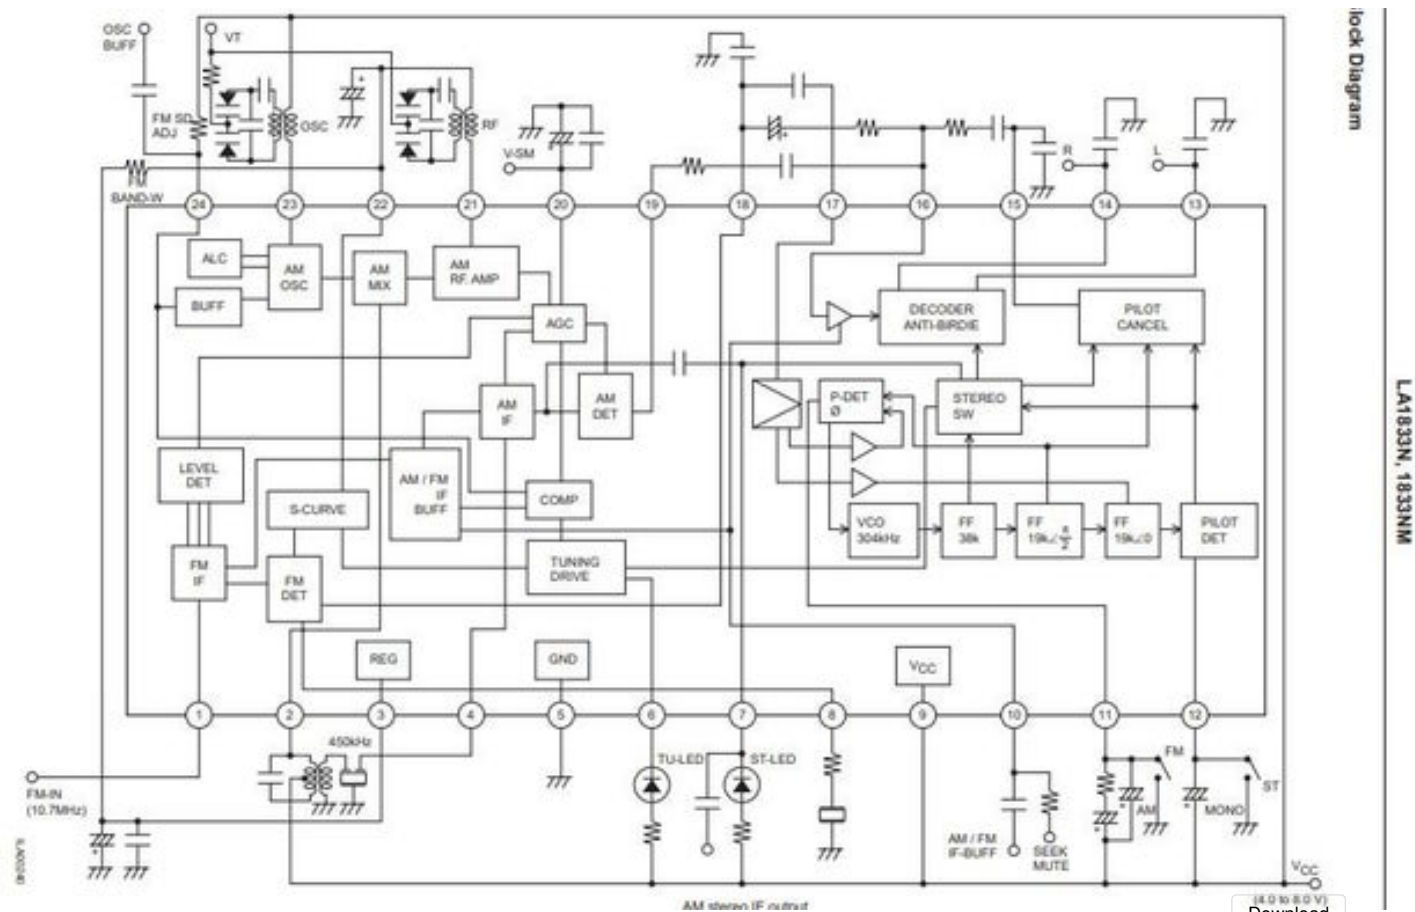 OSC
BUFF
VT
FM SD
ADJ
OSC
RF
V-SM
FM
BAND-W
R
L
24
23
22
21
20
19
18
17
16
15
14
13
ALC
AM
OSC
AM
MIX
AM
RF. AMP
BUFF
AGC
DECODER
ANTI-BIRDIE
PILOT
CANCEL
AM
IF
AM
DET
P-DET
Ø
STEREO
SW
LEVEL
DET
AM / FM
IF
BUFF
S-CURVE
COMP
VCO
304kHz
FF
38k
FF
19k∠π/2
FF
19k∠0
PILOT
DET
FM
IF
FM
DET
TUNING
DRIVE
REG
GND
VCC
1
2
3
4
5
6
7
8
9
10
11
12
450kHz
TU-LED
ST-LED
FM
AM
ST
MONO
FM-IN
(10.7MHz)
AM / FM
IF-BUFF
SEEK
MUTE
VCC
(4.0 to 8.0 V)
AM stereo IF output
Download
lock Diagram
LA1833N, 1833NM